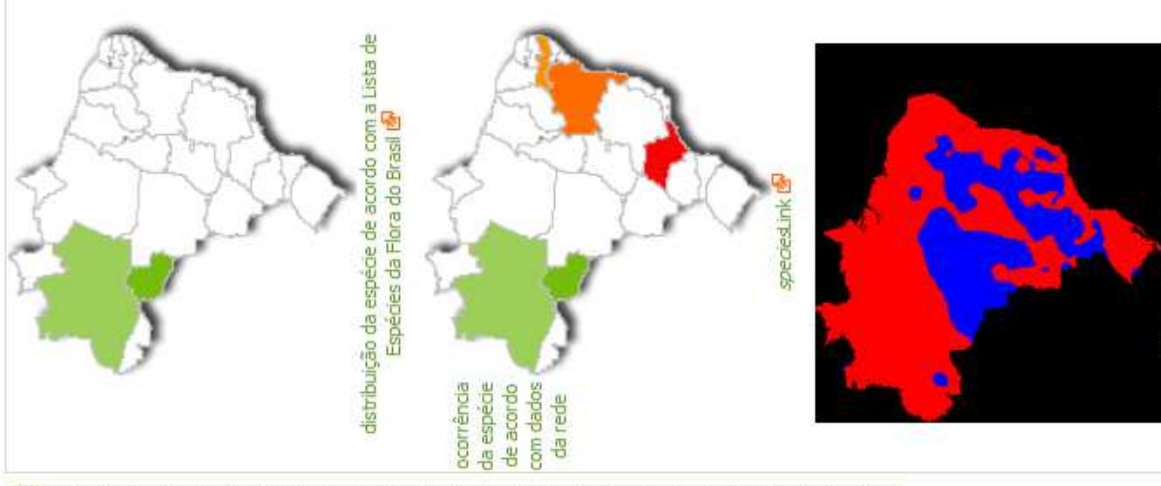 distribuição da espécie de acordo com a Lista de
Espécies da Flora do Brasil
ocorrência
da espécie
de acordo
com dados
da rede
speciesLink